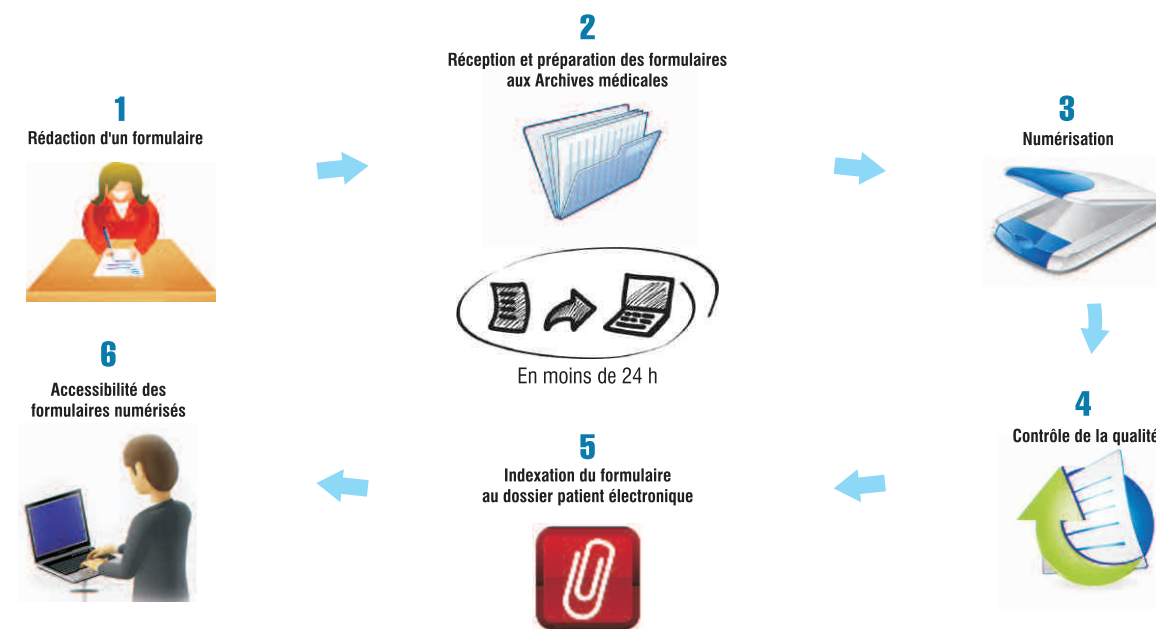 1
Rédaction d'un formulaire
2
Réception et préparation des formulaires
aux Archives médicales
3
Numérisation
En moins de 24 h
4
Contrôle de la qualité
5
Indexation du formulaire
au dossier patient électronique
6
Accessibilité des
formulaires numérisés